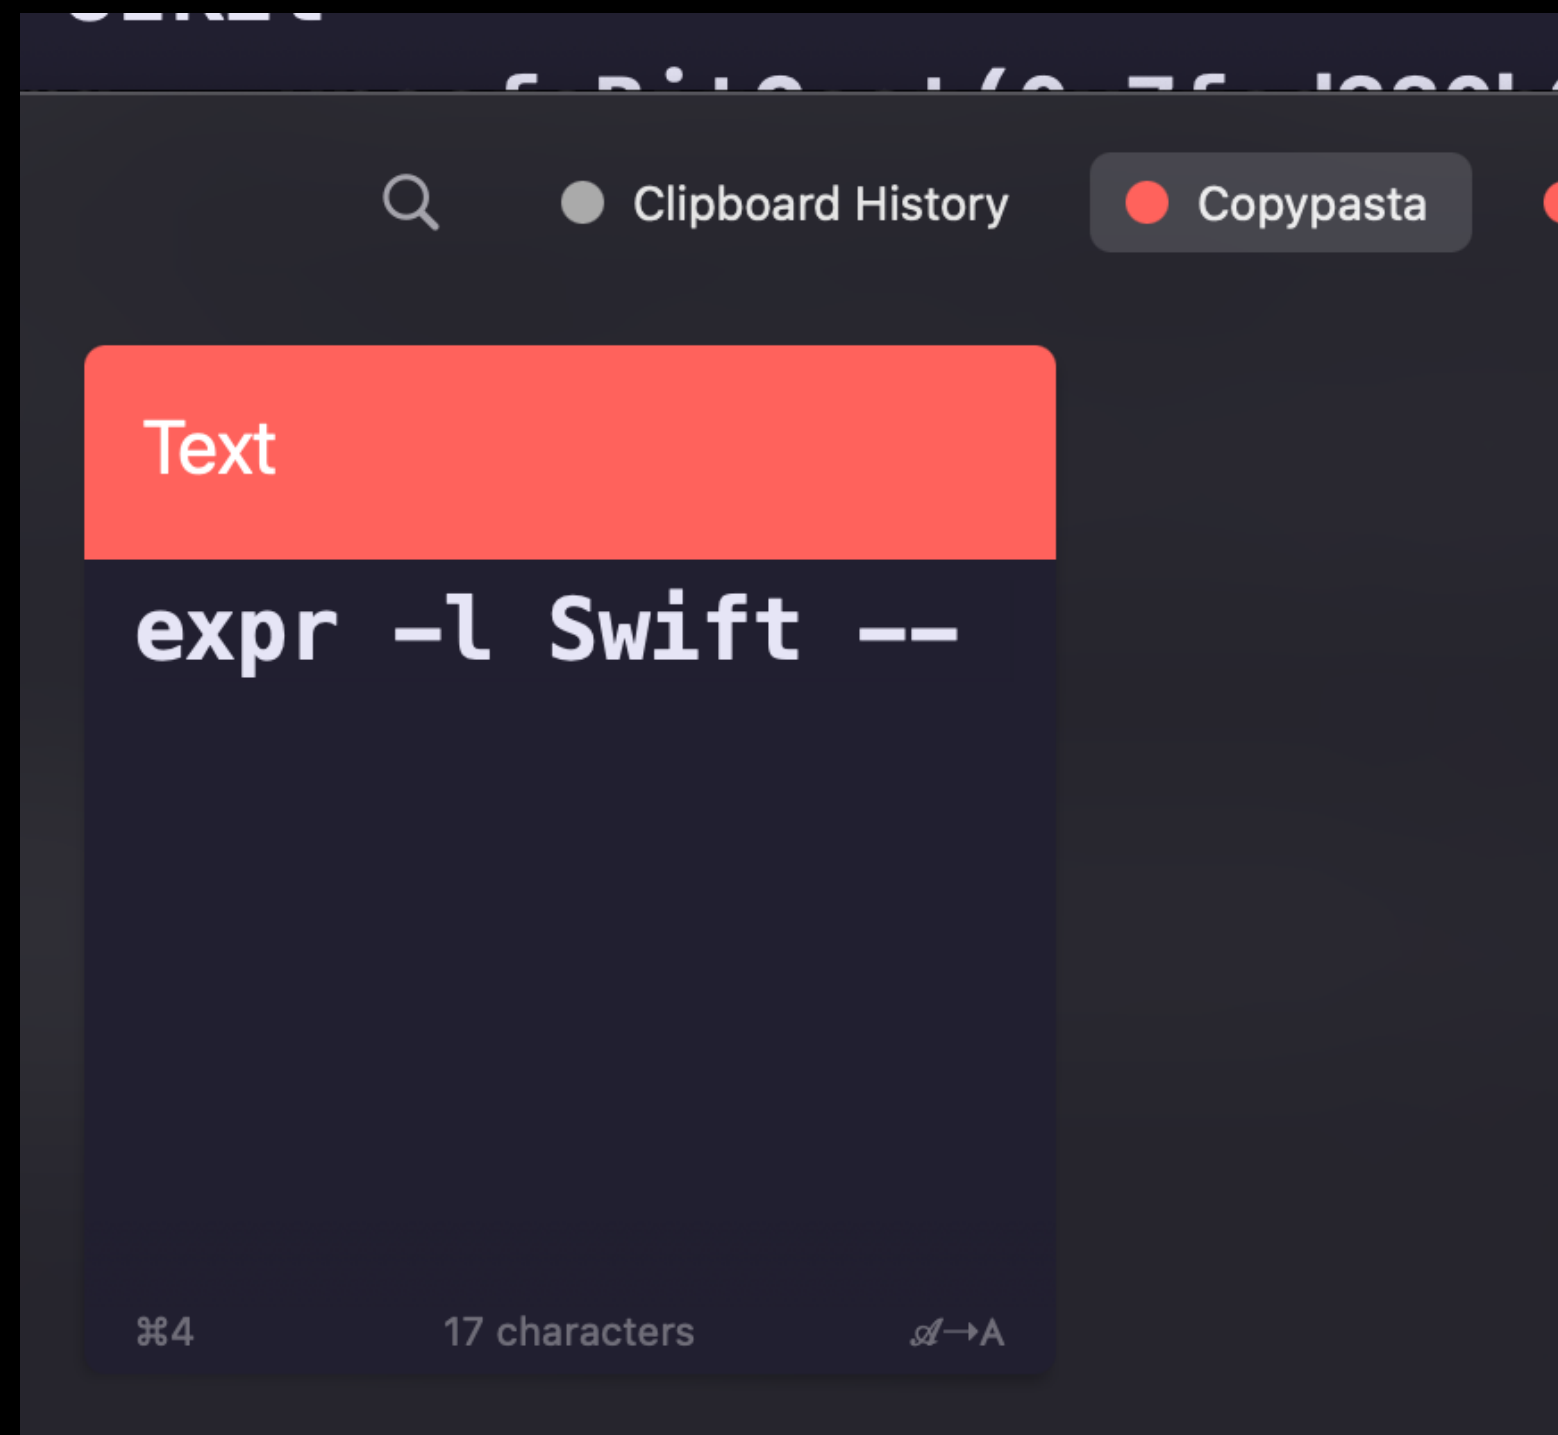 Clipboard History
Copypasta
Text
expr -l Swift --
⌘4
17 characters
𝒜→A